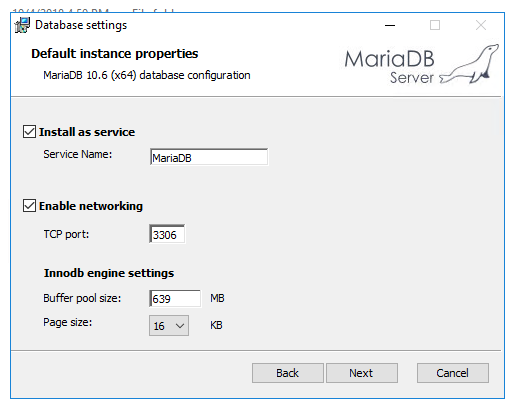 Database settings
Default instance properties
MariaDB 10.6 (x64) database configuration
MariaDB
Server
Install as service
Service Name: MariaDB
Enable networking
TCP port: 3306
Innodb engine settings
Buffer pool size: 639 MB
Page size: 16 KB
Back Next Cancel